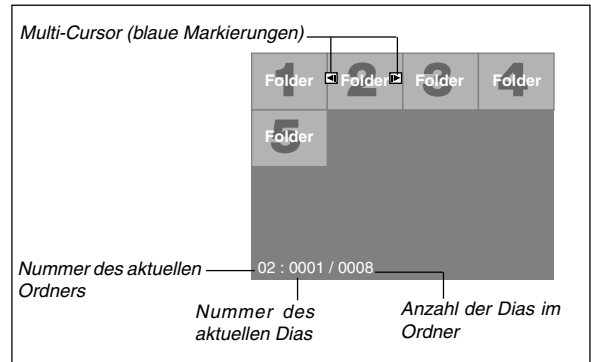 Multi-Cursor (blaue Markierungen)
1 Folder 2 Folder 3 Folder 4 Folder
5 Folder
02 : 0001 / 0008
Nummer des aktuellen
Ordners
Nummer des
aktuellen Dias
Anzahl der Dias im
Ordner